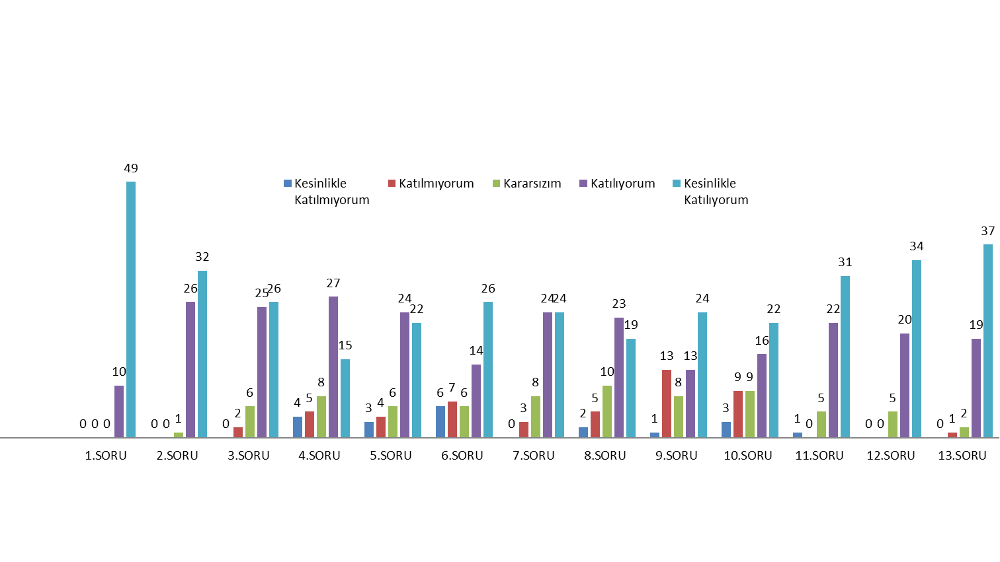 Kesinlikle Katılmıyorum
Katılmıyorum
Kararsızım
Katılıyorum
Kesinlikle Katılıyorum
0 0 0 10 49
0 0 1 26 32
0 2 6 25 26
4 5 8 27 15
3 4 6 24 22
6 7 6 14 26
0 3 8 24 24
2 5 10 23 19
1 13 8 13 24
3 9 9 16 22
1 0 5 22 31
0 0 5 20 34
0 1 2 19 37
1.SORU 2.SORU 3.SORU 4.SORU 5.SORU 6.SORU 7.SORU 8.SORU 9.SORU 10.SORU 11.SORU 12.SORU 13.SORU